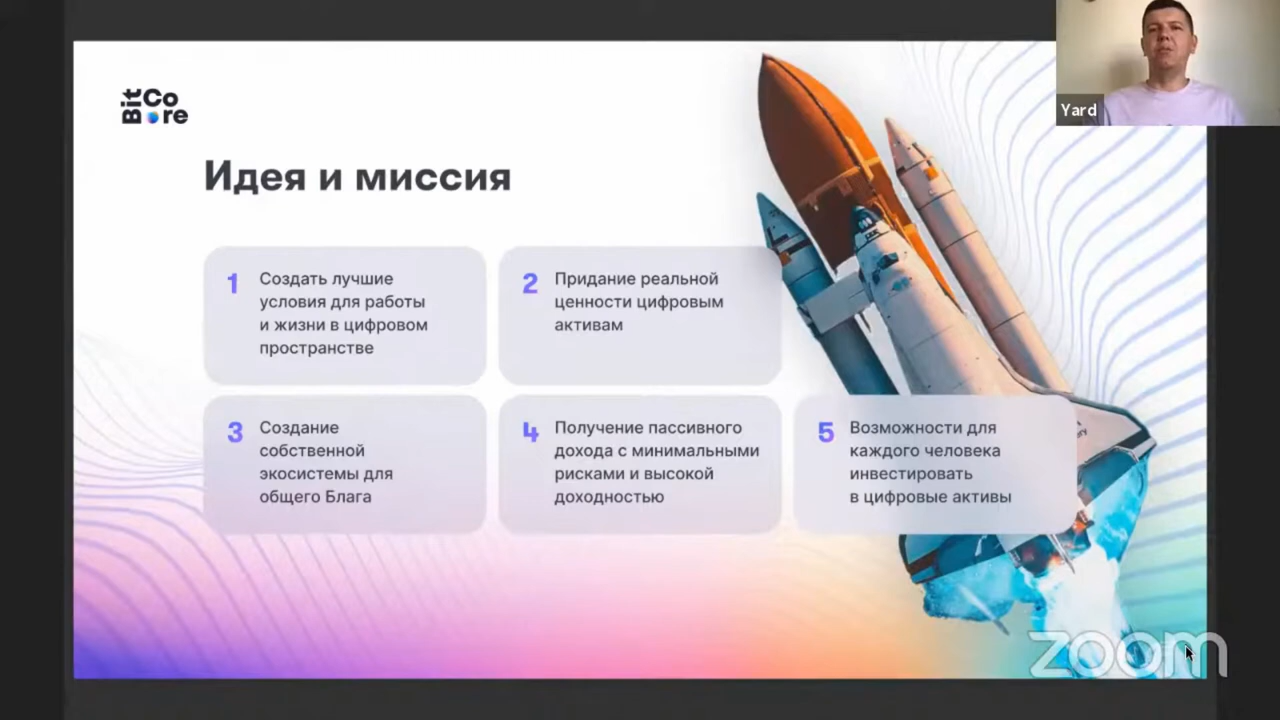 Bit Co
re
Yard
Идея и миссия
1
Создать лучшие
условия для работы
и жизни в цифровом
пространстве
2
Придание реальной
ценности цифровым
активам
3
Создание
собственной
экосистемы для
общего Блага
4
Получение пассивного
дохода с минимальными
рисками и высокой
доходностью
5
Возможности для
каждого человека
инвестировать
в цифровые активы
zoom